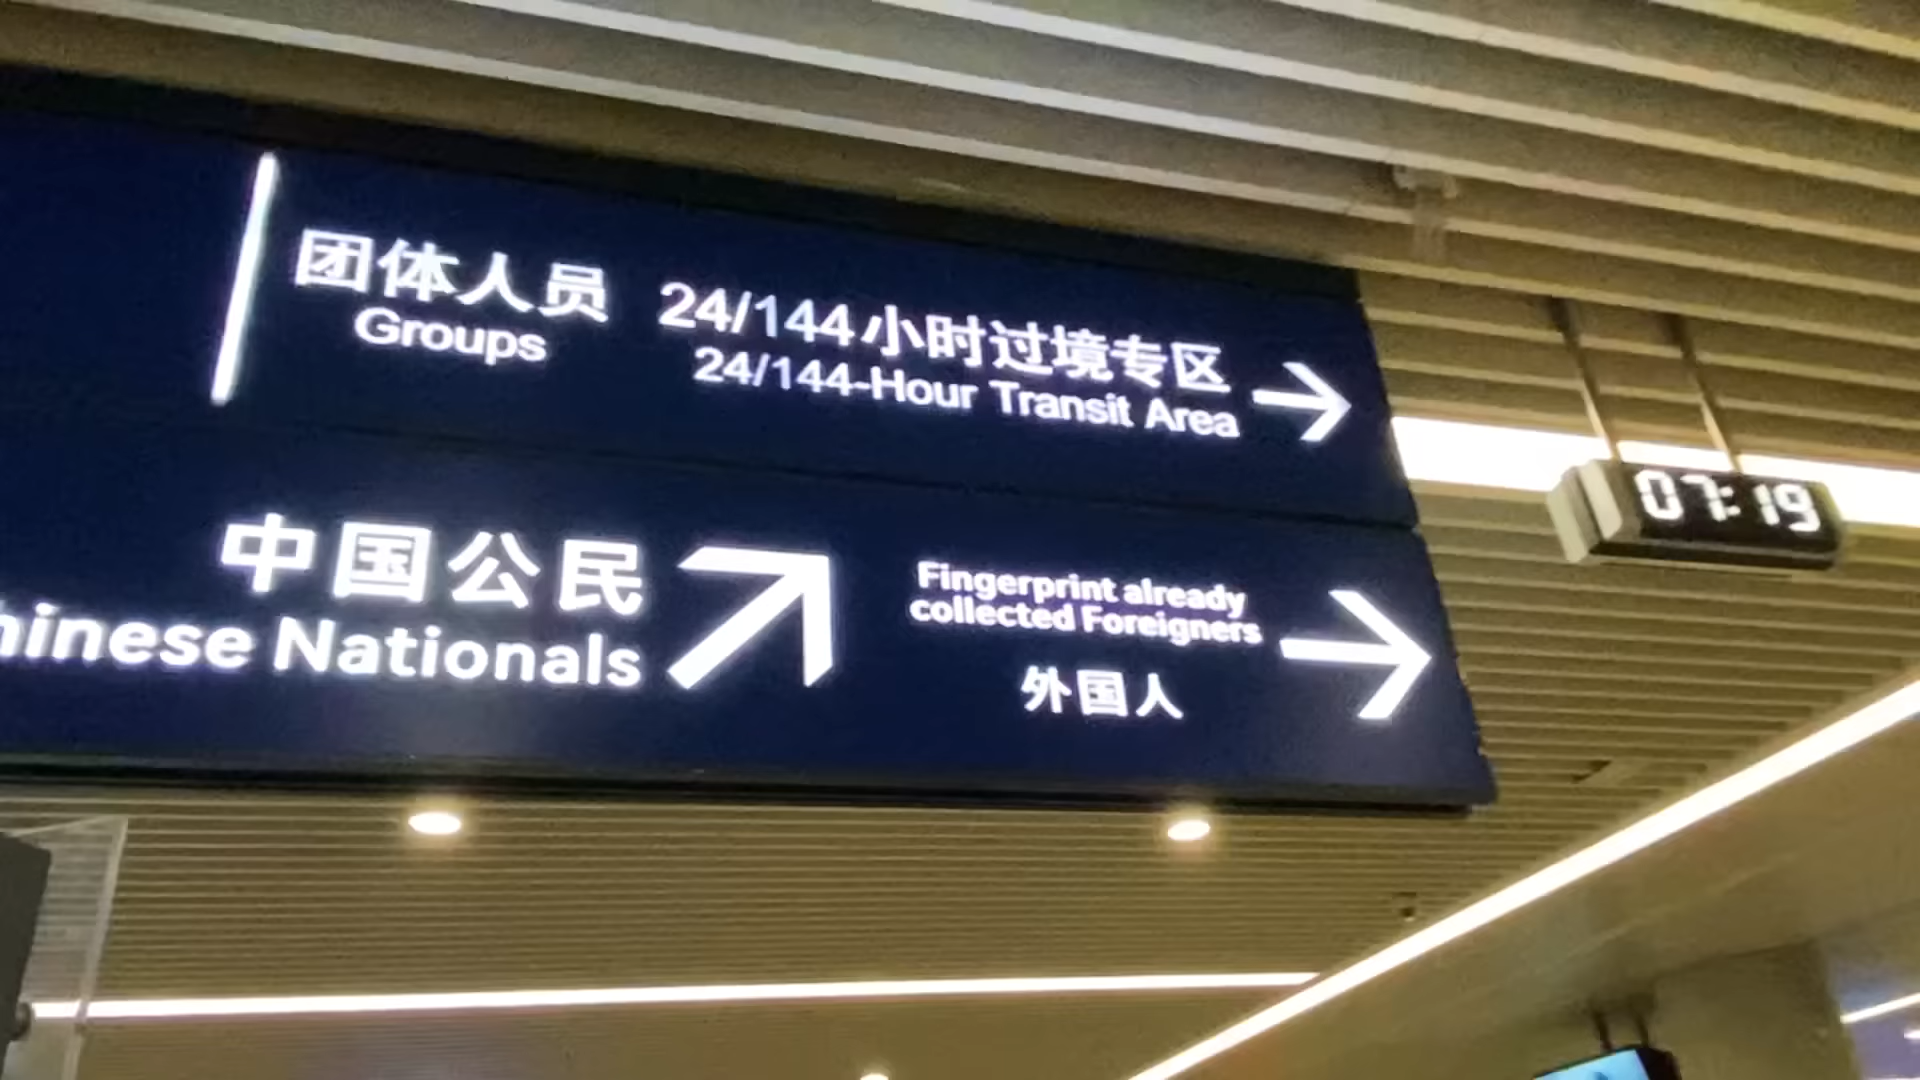 团体人员
Groups
24/144小时过境专区
24/144-Hour Transit Area
07:19
中国公民
hinese Nationals
Fingerprint already
collected Foreigners
外国人